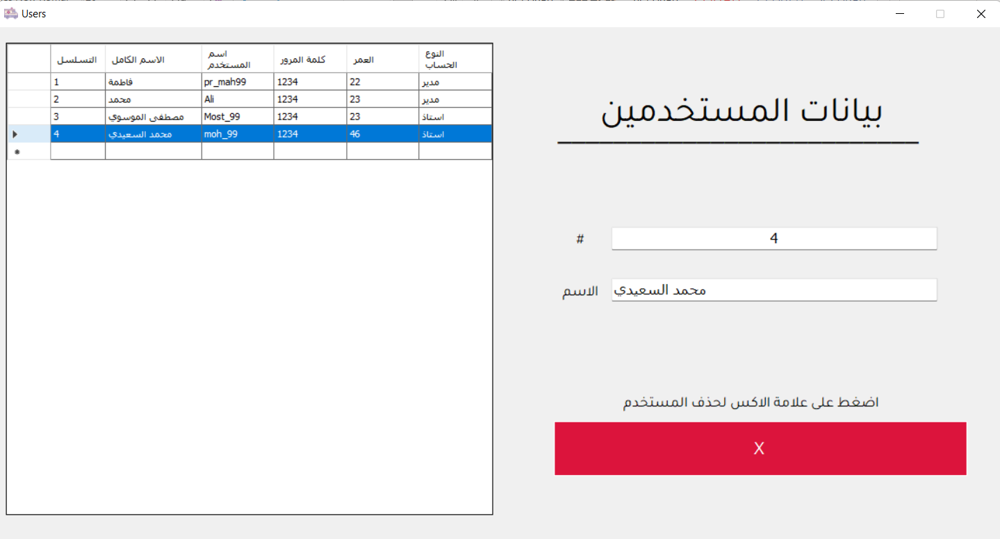 Users
التسلسل الاسم الكامل اسم المستخدم كلمة المرور العمر النوع الحساب
1 فاطمة pr_mah99 1234 22 مدير
2 محمد Ali 1234 23 مدير
3 مصطفى الموسوي Most_99 1234 23 استاذ
4 محمد السعيدي moh_99 1234 46 استاذ
بيانات المستخدمين
# 4
الاسم محمد السعيدي
اضغط على علامة الاكس لحذف المستخدم
X